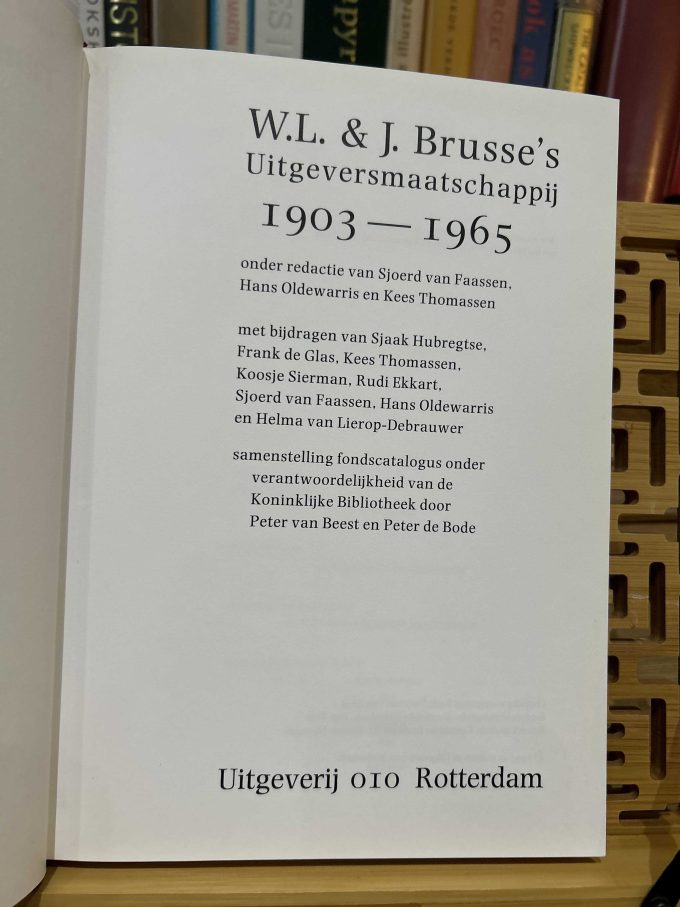 W.L. & J. Brusse's
Uitgeversmaatschappij
1903 — 1965
onder redactie van Sjoerd van Faassen,
Hans Oldewarris en Kees Thomassen
met bijdragen van Sjaak Hubregtse,
Frank de Glas, Kees Thomassen,
Koosje Sierman, Rudi Ekkart,
Sjoerd van Faassen, Hans Oldewarris
en Helma van Lierop-Debrauwer
samenstelling fondscatalogus onder
verantwoordelijkheid van de
Koninklijke Bibliotheek door
Peter van Beest en Peter de Bode
Uitgeverij 010 Rotterdam